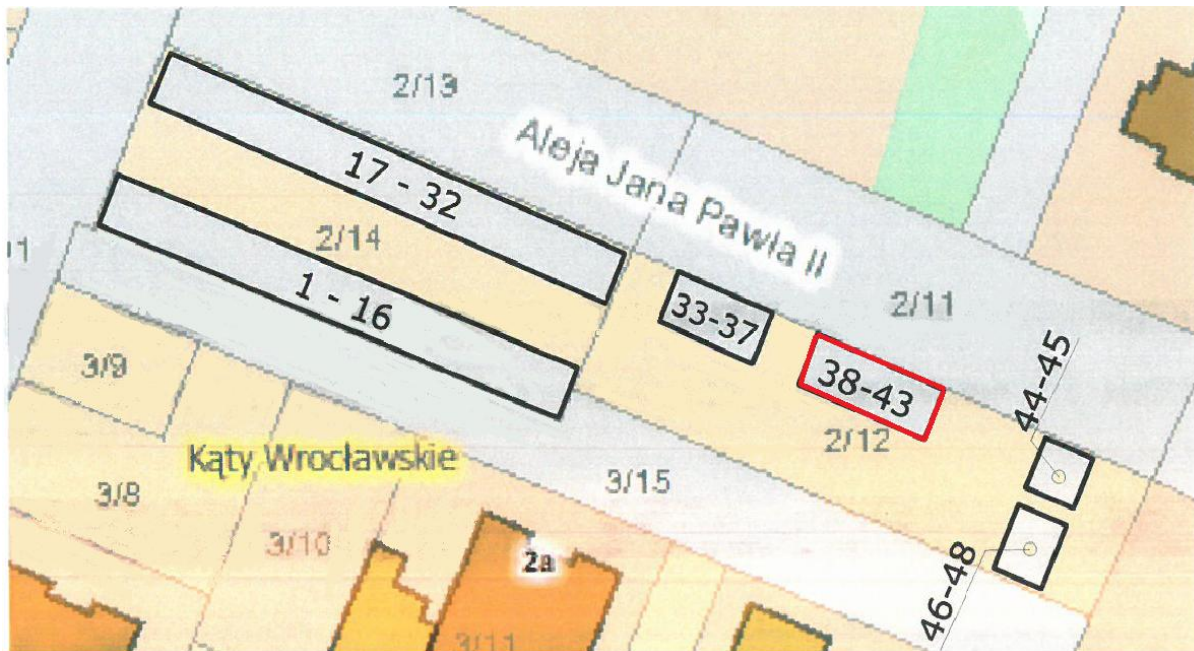 2/13
Aleja Jana Pawła II
17 - 32
2/14
1 - 16
33-37
2/11
38-43
44-45
3/9
2/12
Kąty Wrocławskie
3/15
3/8
3/10
2a
46-48
3/11